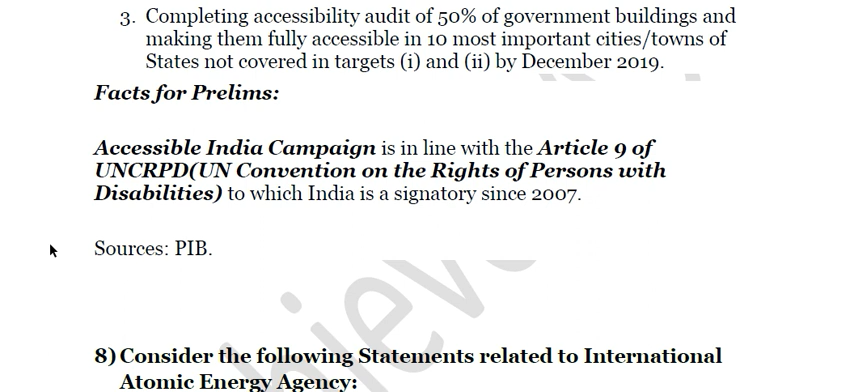 3. Completing accessibility audit of 50% of government buildings and
making them fully accessible in 10 most important cities/towns of
States not covered in targets (i) and (ii) by December 2019.
Facts for Prelims:
Accessible India Campaign is in line with the Article 9 of
UNCRPD(UN Convention on the Rights of Persons with
Disabilities) to which India is a signatory since 2007.
Sources: PIB.
8) Consider the following Statements related to International
Atomic Energy Agency: